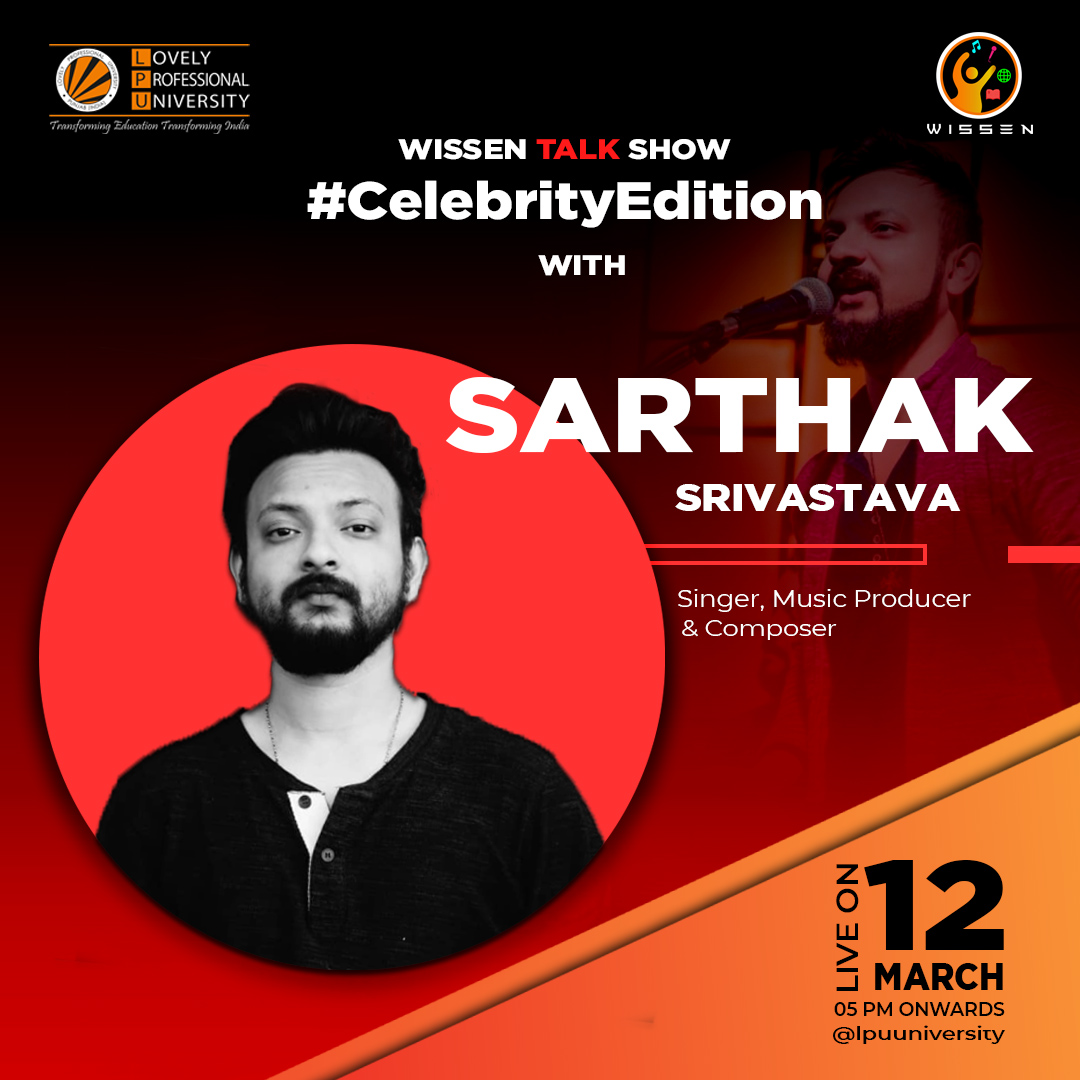 LOVELY
PROFESSIONAL
UNIVERSITY
Transforming Education Transforming India
WISSEN
WISSEN TALK SHOW
#CelebrityEdition
WITH
SARTHAK
SRIVASTAVA
Singer, Music Producer
& Composer
LIVE ON
12
MARCH
05 PM ONWARDS
@lpuuniversity